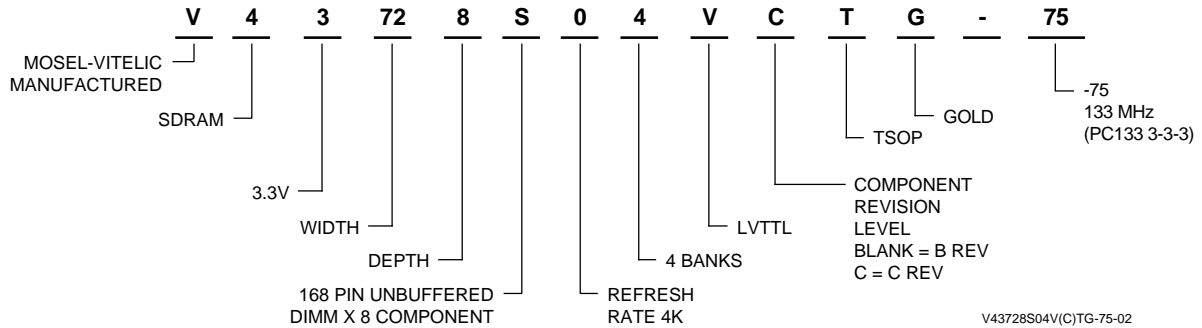 V 4 3 72 8 S 0 4 V C T G - 75
MOSEL-VITELIC
MANUFACTURED
SDRAM
3.3V
WIDTH
DEPTH
168 PIN UNBUFFERED
DIMM X 8 COMPONENT
REFRESH
RATE 4K
4 BANKS
LVTTL
COMPONENT
REVISION
LEVEL
BLANK = B REV
C = C REV
TSOP
GOLD
-75
133 MHz
(PC133 3-3-3)
V43728S04V(C)TG-75-02